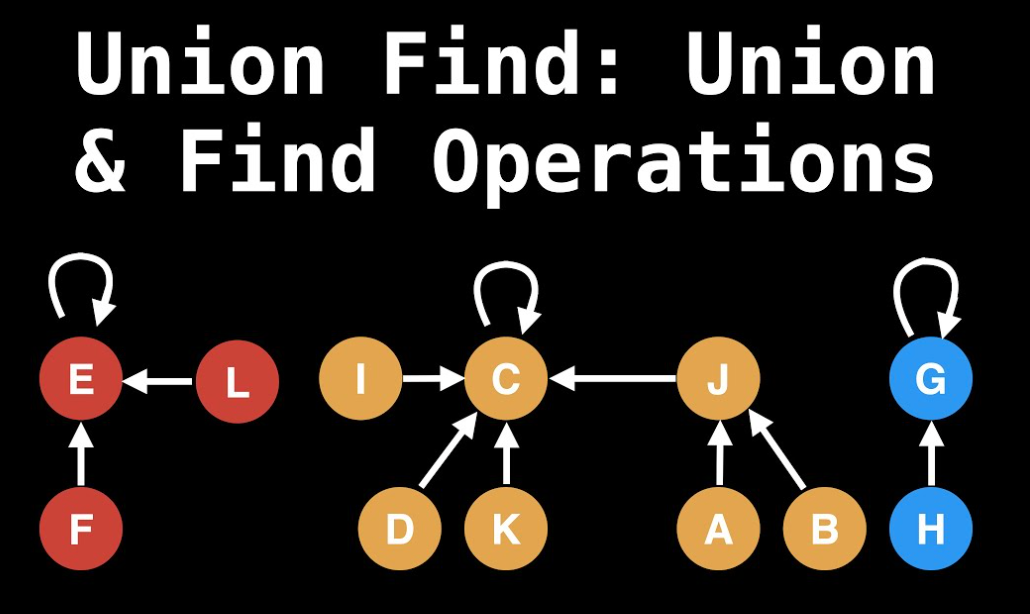 Union Find: Union
& Find Operations
E L I C J G
F D K A B H